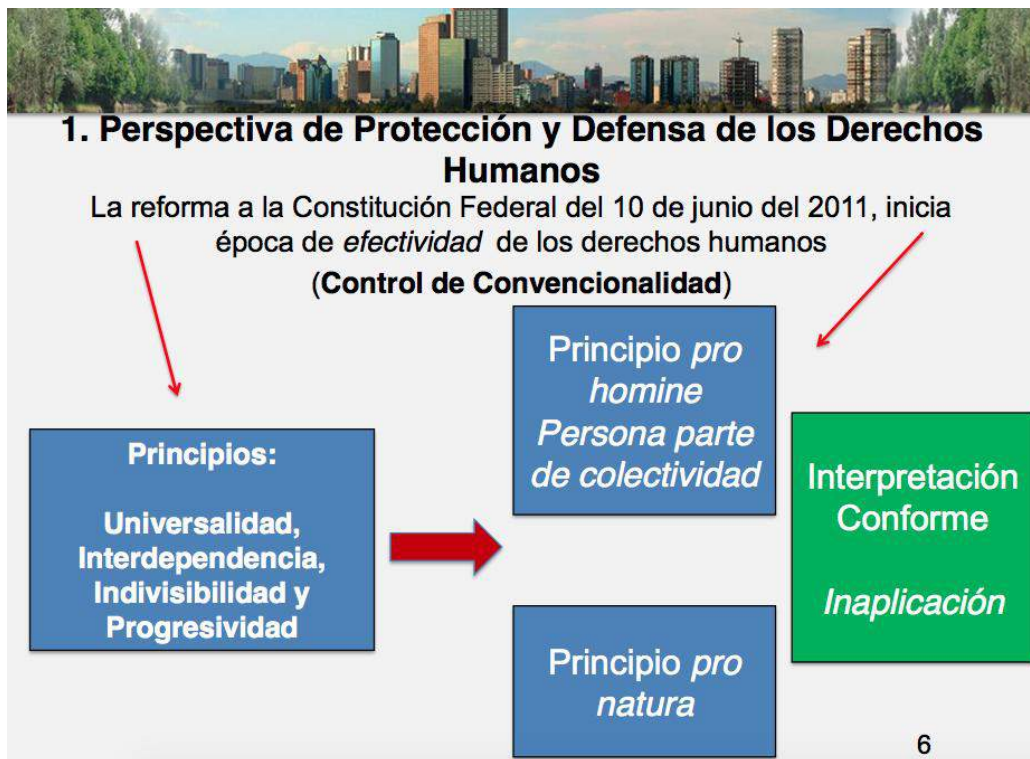 1. Perspectiva de Protección y Defensa de los Derechos
Humanos
La reforma a la Constitución Federal del 10 de junio del 2011, inicia
época de efectividad de los derechos humanos
(Control de Convencionalidad)
Principios:
Universalidad,
Interdependencia,
Indivisibilidad y
Progresividad
Principio pro
homine
Persona parte
de colectividad
Principio pro
natura
Interpretación
Conforme
Inaplicación
6